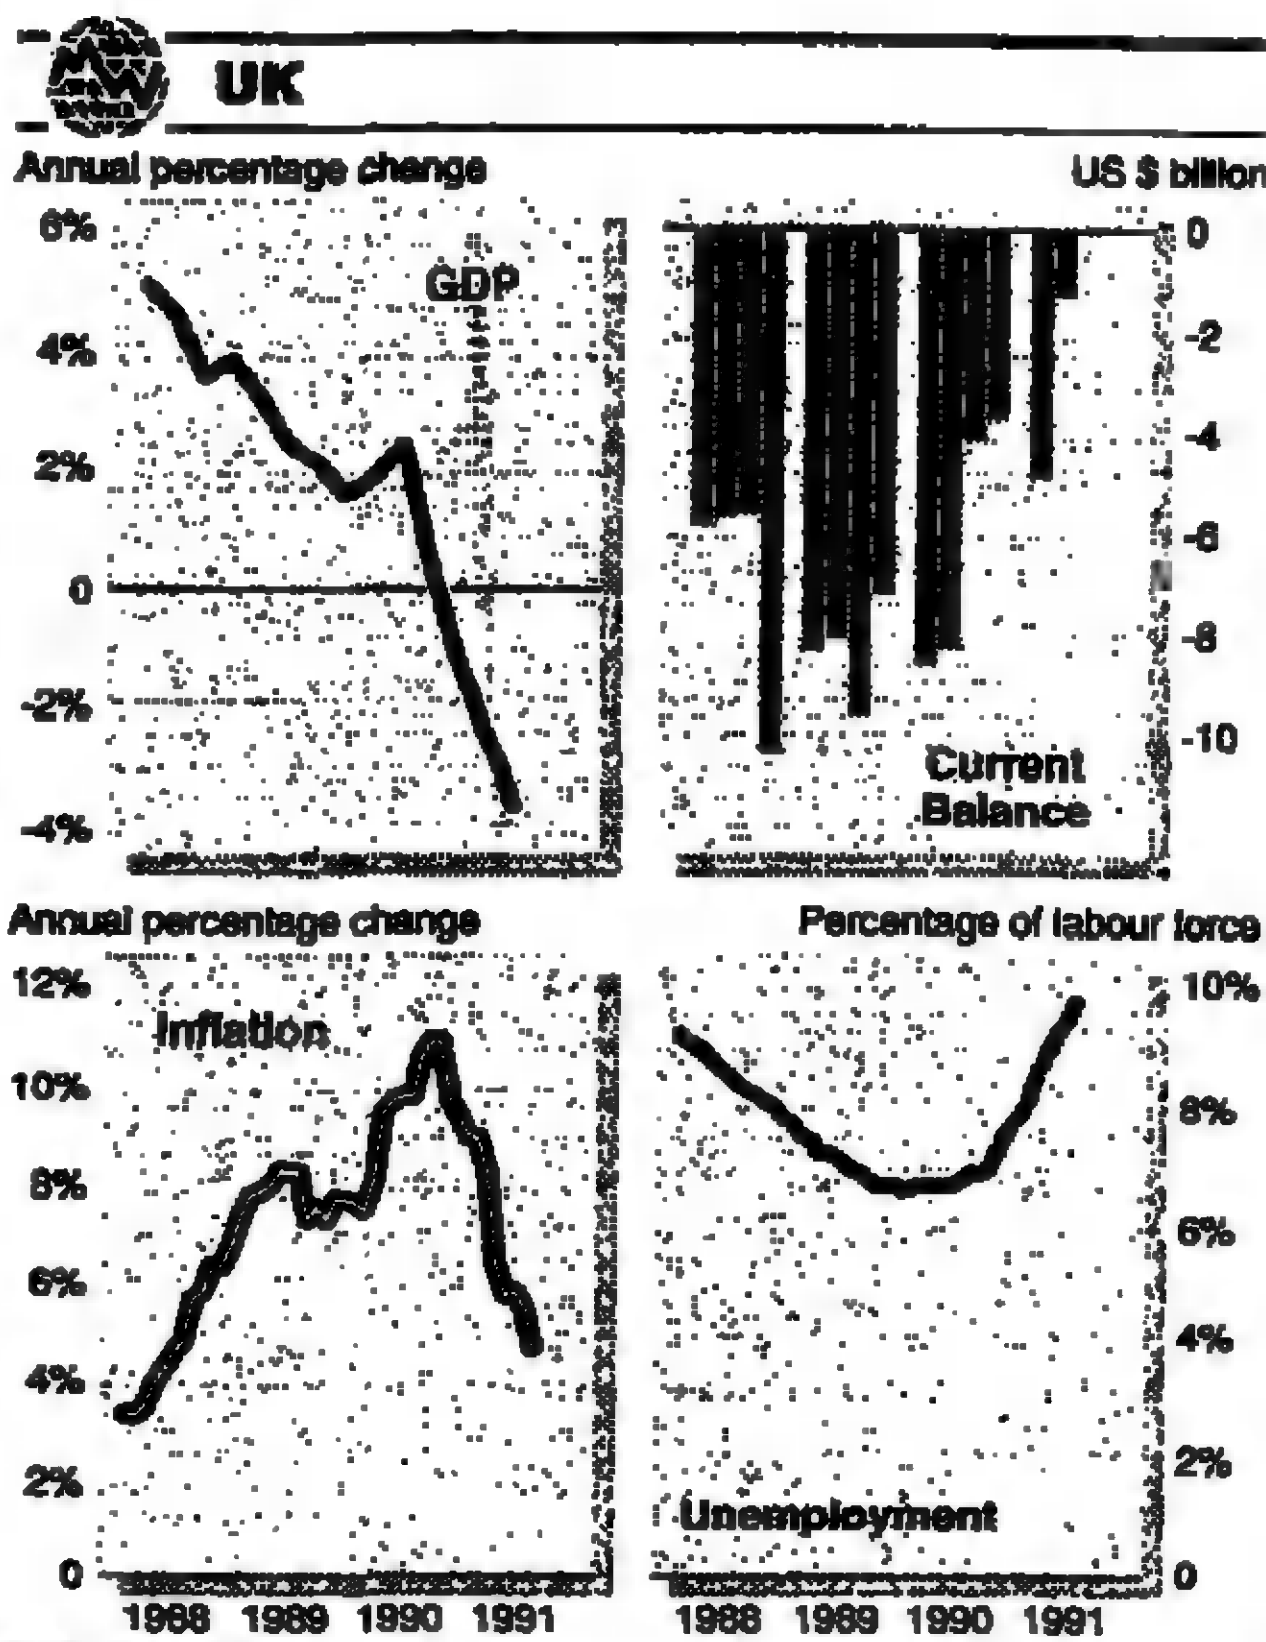 UK
Annual percentage change
US $ billion
6%
4%
2%
0
-2%
-4%
GDP
0
-2
-4
-6
-8
-10
Current
Balance
Annual percentage change
Percentage of labour force
12%
10%
8%
6%
4%
2%
0
Inflation
10%
8%
6%
4%
2%
0
Unemployment
1988 1989 1990 1991
1988 1989 1990 1991